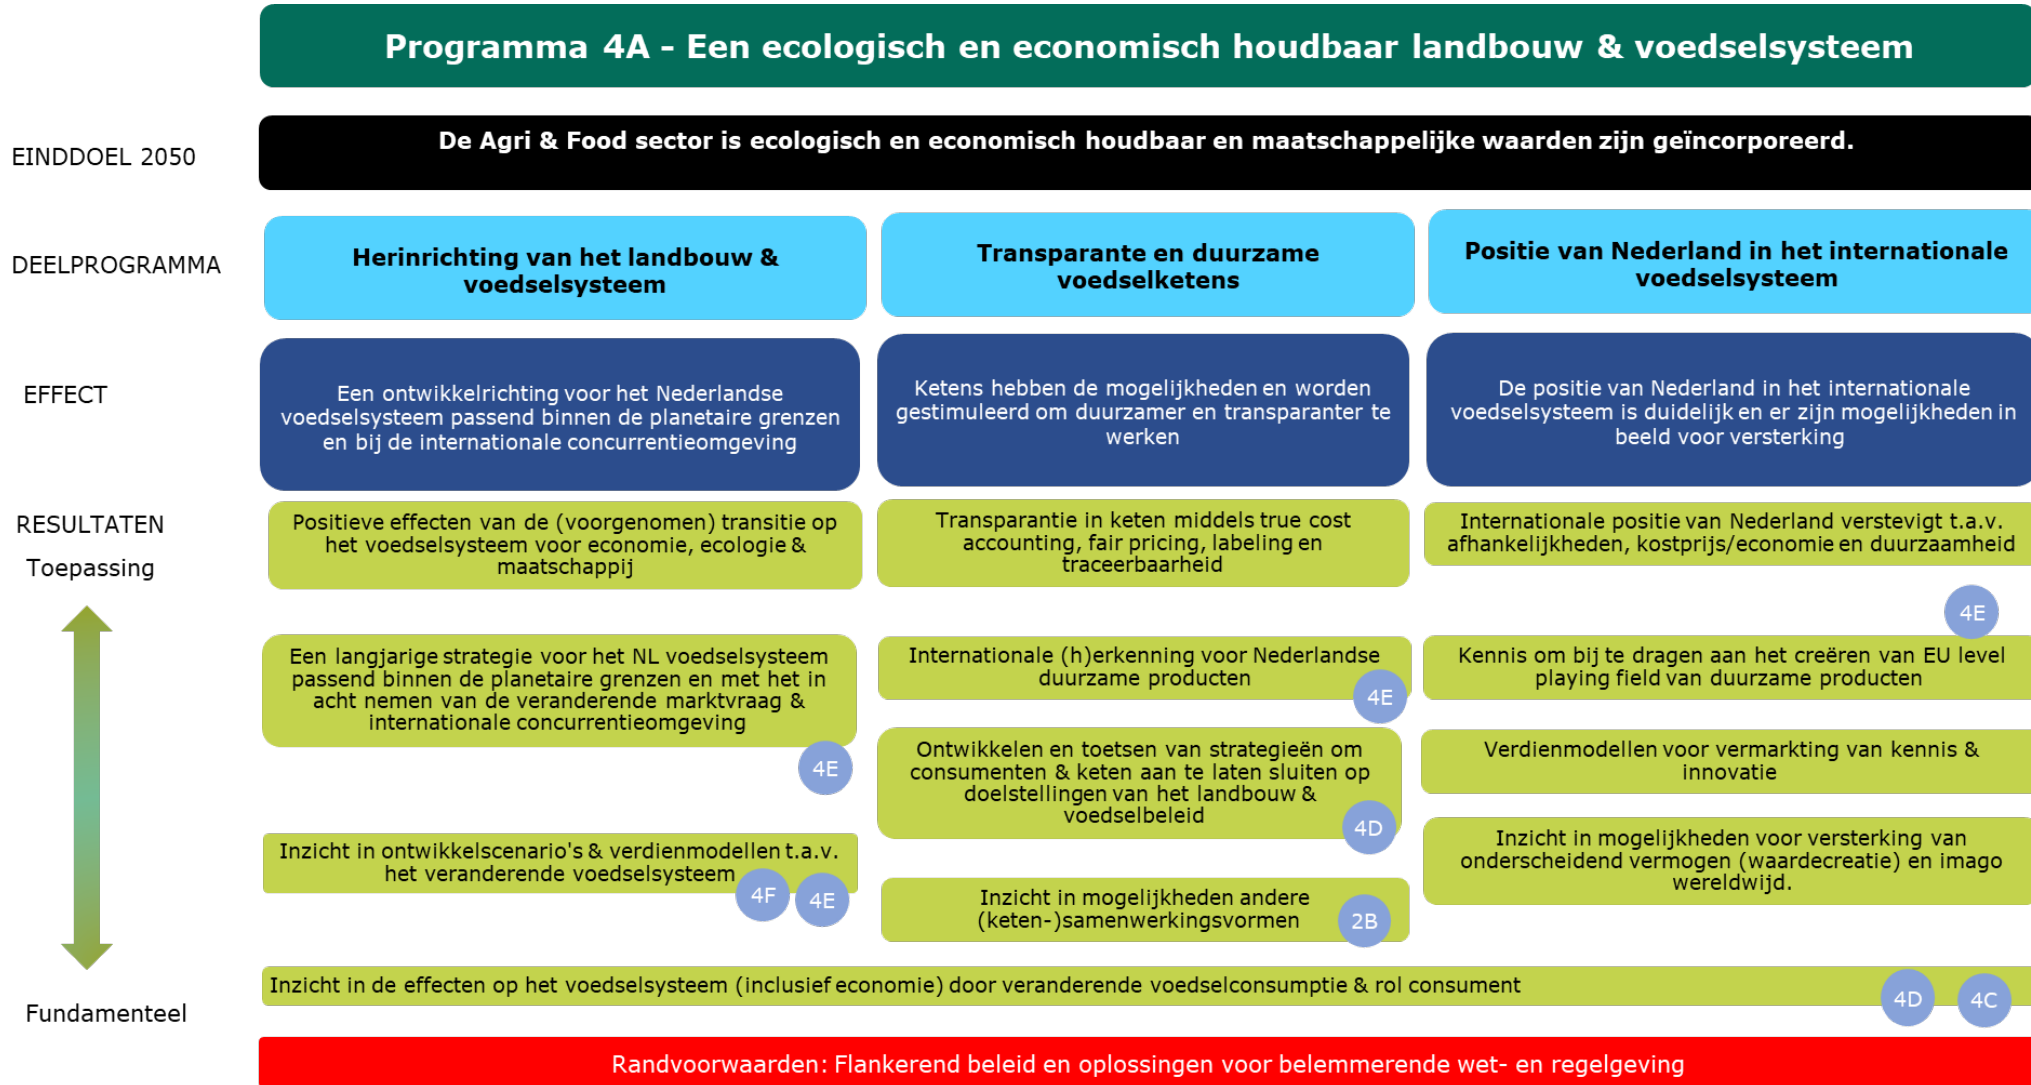 Programma 4A - Een ecologisch en economisch houdbaar landbouw & voedselsysteem
EINDDOEL 2050
De Agri & Food sector is ecologisch en economisch houdbaar en maatschappelijke waarden zijn geïncorporeerd.
DEELPROGRAMMA
Herinrichting van het landbouw &
voedselsysteem
Transparante en duurzame
voedselketens
Positie van Nederland in het internationale
voedselsysteem
EFFECT
Een ontwikkelrichting voor het Nederlandse
voedselsysteem passend binnen de planetaire grenzen
en bij de internationale concurrentieomgeving
Ketens hebben de mogelijkheden en worden
gestimuleerd om duurzamer en transparanter te
werken
De positie van Nederland in het internationale
voedselsysteem is duidelijk en er zijn mogelijkheden in
beeld voor versterking
RESULTATEN
Toepassing
Positieve effecten van de (voorgenomen) transitie op
het voedselsysteem voor economie, ecologie &
maatschappij
Transparantie in keten middels true cost
accounting, fair pricing, labeling en
traceerbaarheid
Internationale positie van Nederland verstevigt t.a.v.
afhankelijkheden, kostprijs/economie en duurzaamheid
4E
Een langjarige strategie voor het NL voedselsysteem
passend binnen de planetaire grenzen en met het in
acht nemen van de veranderende marktvraag &
internationale concurrentieomgeving
4E
Internationale (h)erkenning voor Nederlandse
duurzame producten
4E
Kennis om bij te dragen aan het creëren van EU level
playing field van duurzame producten
Ontwikkelen en toetsen van strategieën om
consumenten & keten aan te laten sluiten op
doelstellingen van het landbouw &
voedselbeleid
4D
Verdienmodellen voor vermarkting van kennis &
innovatie
Inzicht in ontwikkelscenario's & verdienmodellen t.a.v.
het veranderende voedselsysteem
4F
4E
Inzicht in mogelijkheden andere
(keten-)samenwerkingsvormen
2B
Inzicht in mogelijkheden voor versterking van
onderscheidend vermogen (waardecreatie) en imago
wereldwijd.
Fundamenteel
Inzicht in de effecten op het voedselsysteem (inclusief economie) door veranderende voedselconsumptie & rol consument
4D
4C
Randvoorwaarden: Flankerend beleid en oplossingen voor belemmerende wet- en regelgeving